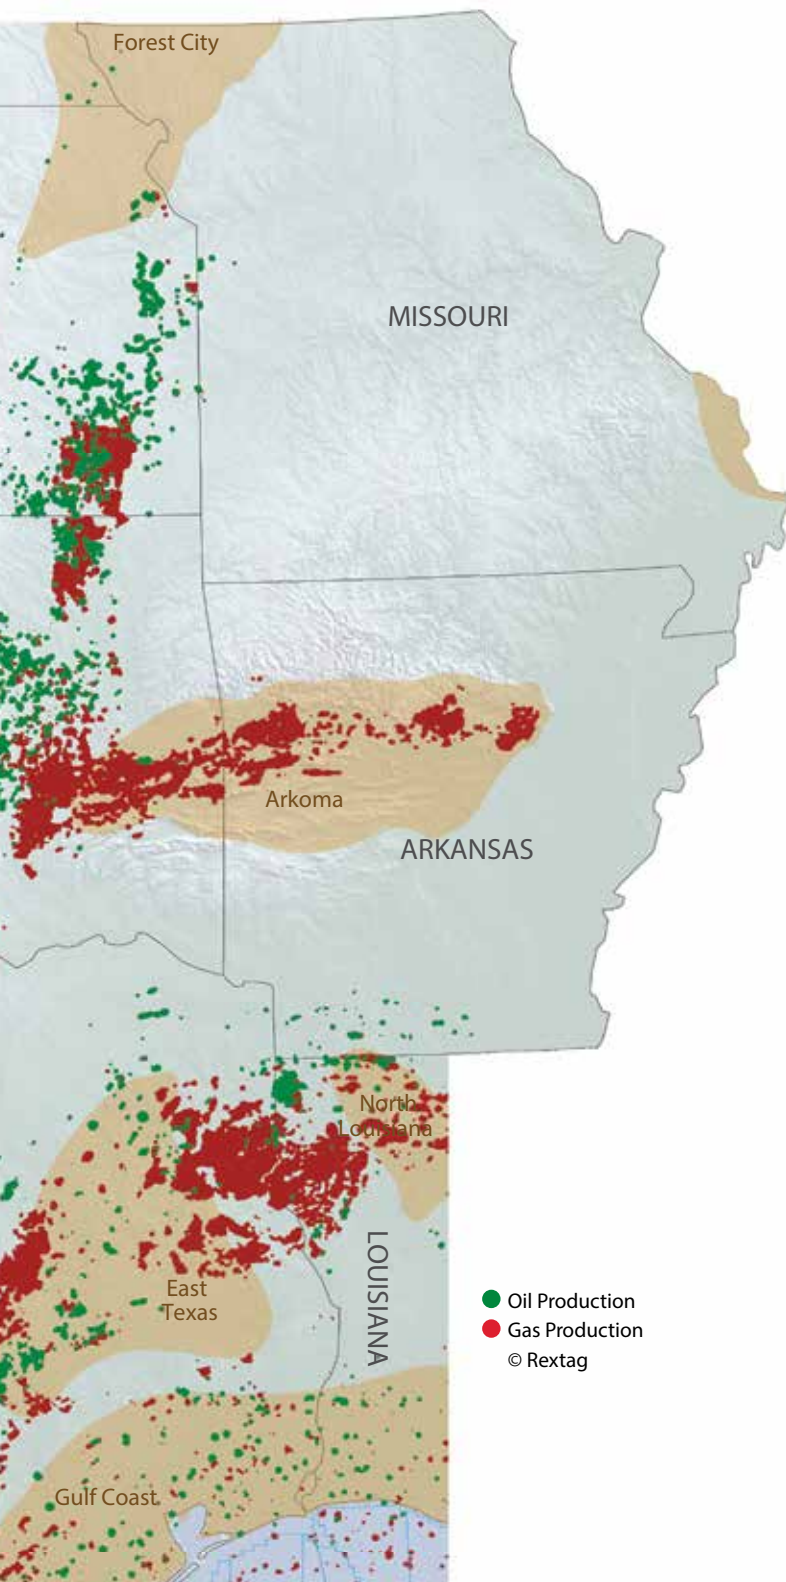 Forest City
MISSOURI
Arkoma
ARKANSAS
North
Louisiana
LOUISIANA
East
Texas
Oil Production
Gas Production
© Rextag
Gulf Coast